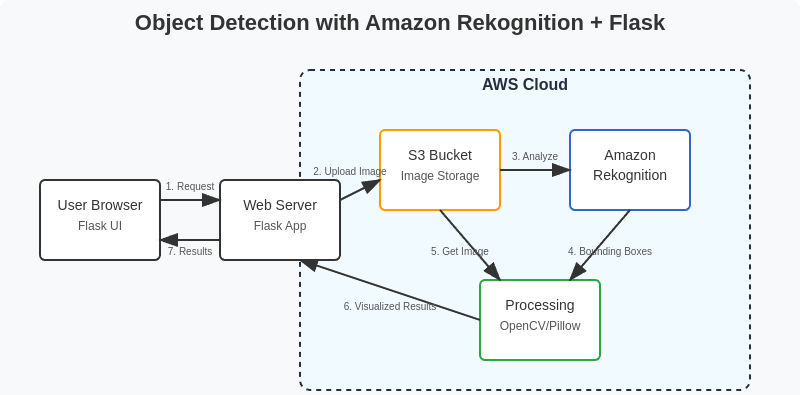 Object Detection with Amazon Rekognition + Flask
AWS Cloud
S3 Bucket
Image Storage
3. Analyze
Amazon
Rekognition
2. Upload Image
User Browser
Flask UI
1. Request
Web Server
Flask App
7. Results
5. Get Image
4. Bounding Boxes
6. Visualized Results
Processing
OpenCV/Pillow